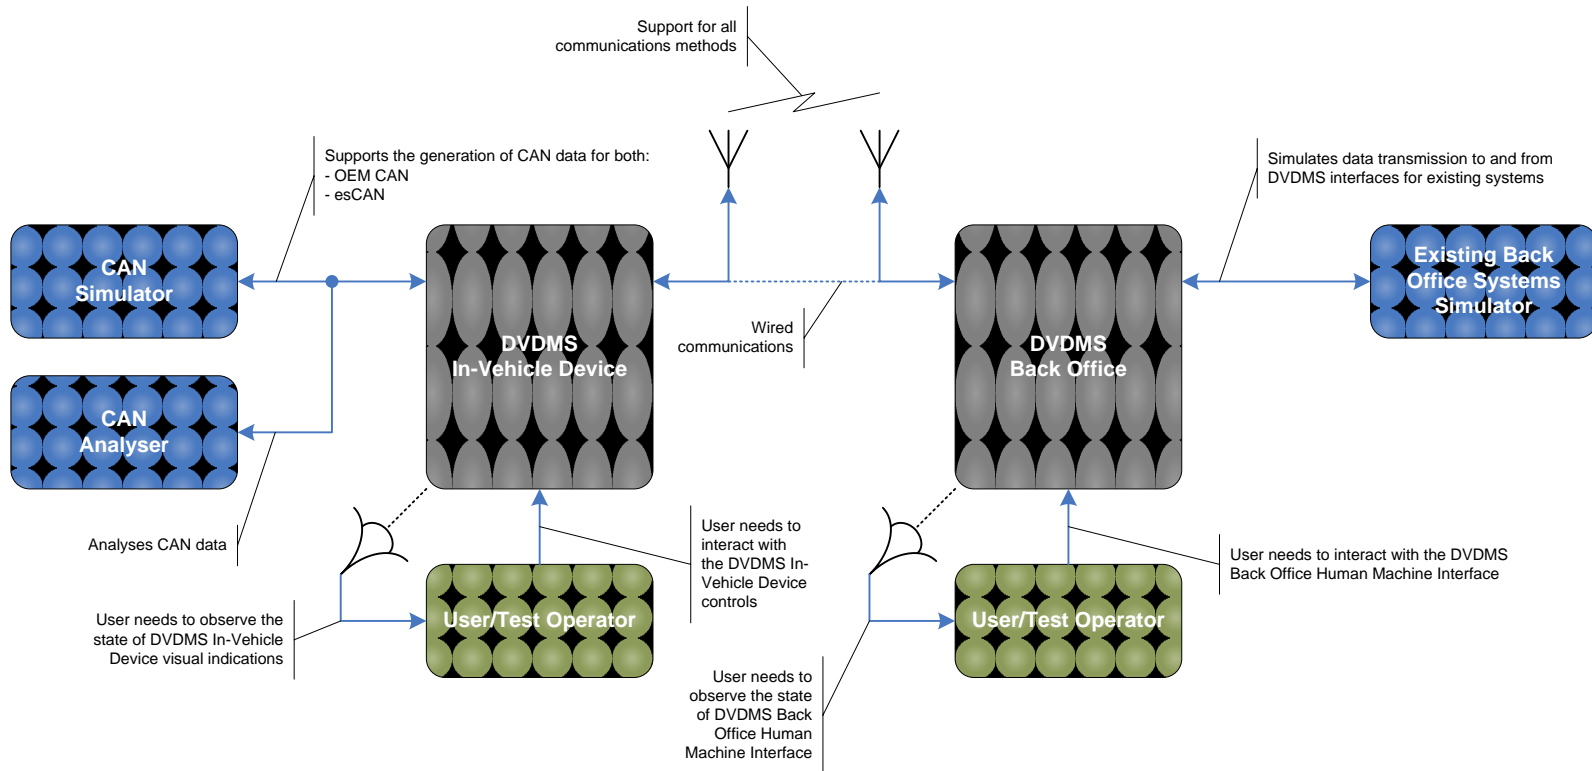 Support for all
communications methods
Supports the generation of CAN data for both:
- OEM CAN
- esCAN
Simulates data transmission to and from
DVDMS interfaces for existing systems
CAN
Simulator
Existing Back
Office Systems
Simulator
DVDMS
In-Vehicle Device
Wired
communications
DVDMS
Back Office
CAN
Analyser
Analyses CAN data
User needs to
interact with
the DVDMS In-
Vehicle Device
controls
User needs to interact with the DVDMS
Back Office Human Machine Interface
User needs to observe the
state of DVDMS In-Vehicle
Device visual indications
User/Test Operator
User/Test Operator
User needs to
observe the state
of DVDMS Back
Office Human
Machine Interface